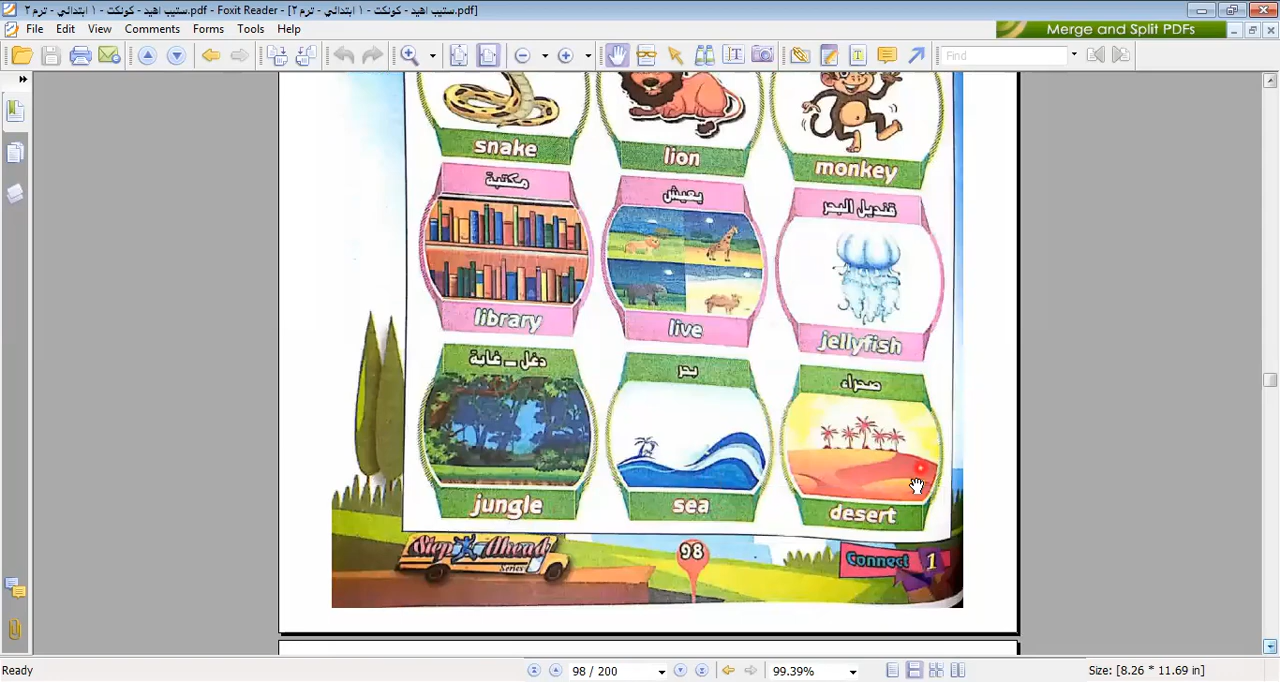 ستيب اهيد - كونكت - ١ ابتدائي - ترم ٢.pdf - Foxit Reader - [ستيب اهيد - كونكت - ١ ابتدائي - ترم ٢.pdf]
File Edit View Comments Forms Tools Help
Merge and Split PDFs
Find
snake lion monkey
مكتبة يعيش قنديل البحر
library live jellyfish
دغل - غابة بحر صحراء
jungle sea desert
Step Ahead
Series
98
Connect 1
Ready
98 / 200
99.39%
Size: [8.26 * 11.69 in]